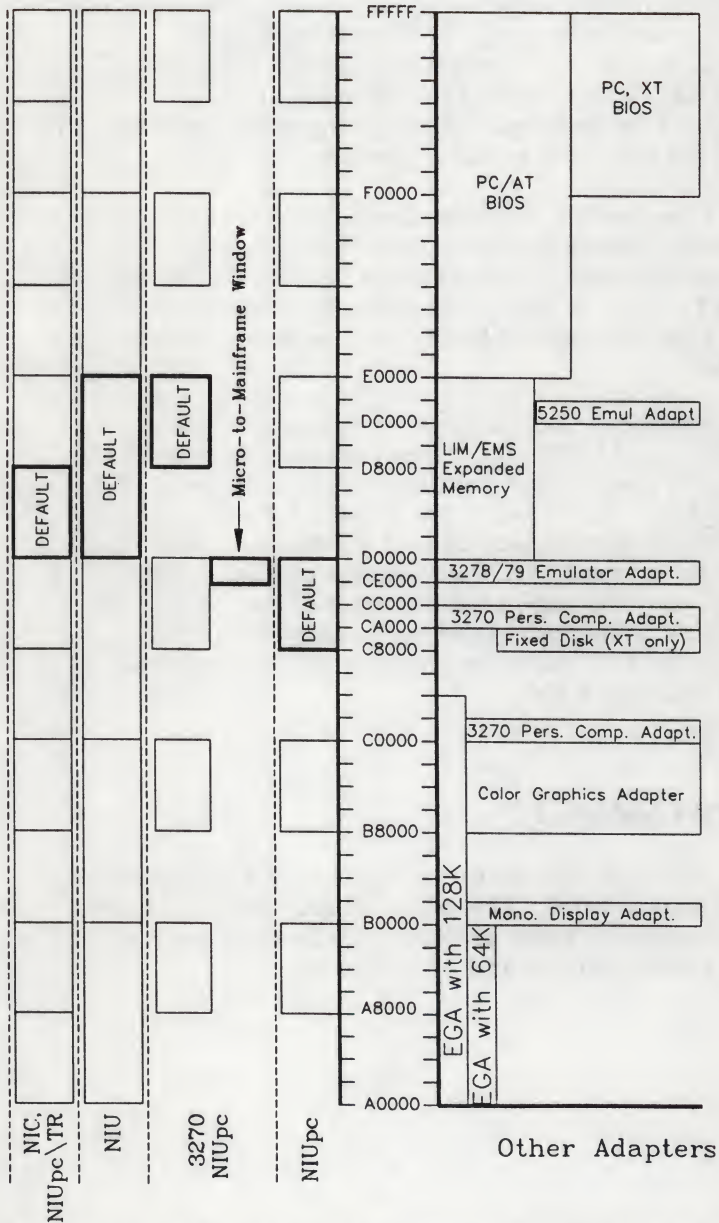 FFFFF
PC, XT
BIOS
F0000
PC/AT
BIOS
Micro-to-Mainframe Window
E0000
DEFAULT
DEFAULT
DEFAULT
DC000
5250 Emul Adapt
LIM/EMS
Expanded
Memory
D8000
D0000
3278/79 Emulator Adapt.
CE000
DEFAULT
CC000
3270 Pers. Comp. Adapt.
CA000
Fixed Disk (XT only)
C8000
3270 Pers. Comp. Adapt.
C0000
Color Graphics Adapter
B8000
EGA with 128K
Mono. Display Adapt.
B0000
EGA with 64K
A8000
A0000
NIC,
NIUpc\TR
NIU
3270
NIUpc
NIUpc
Other Adapters